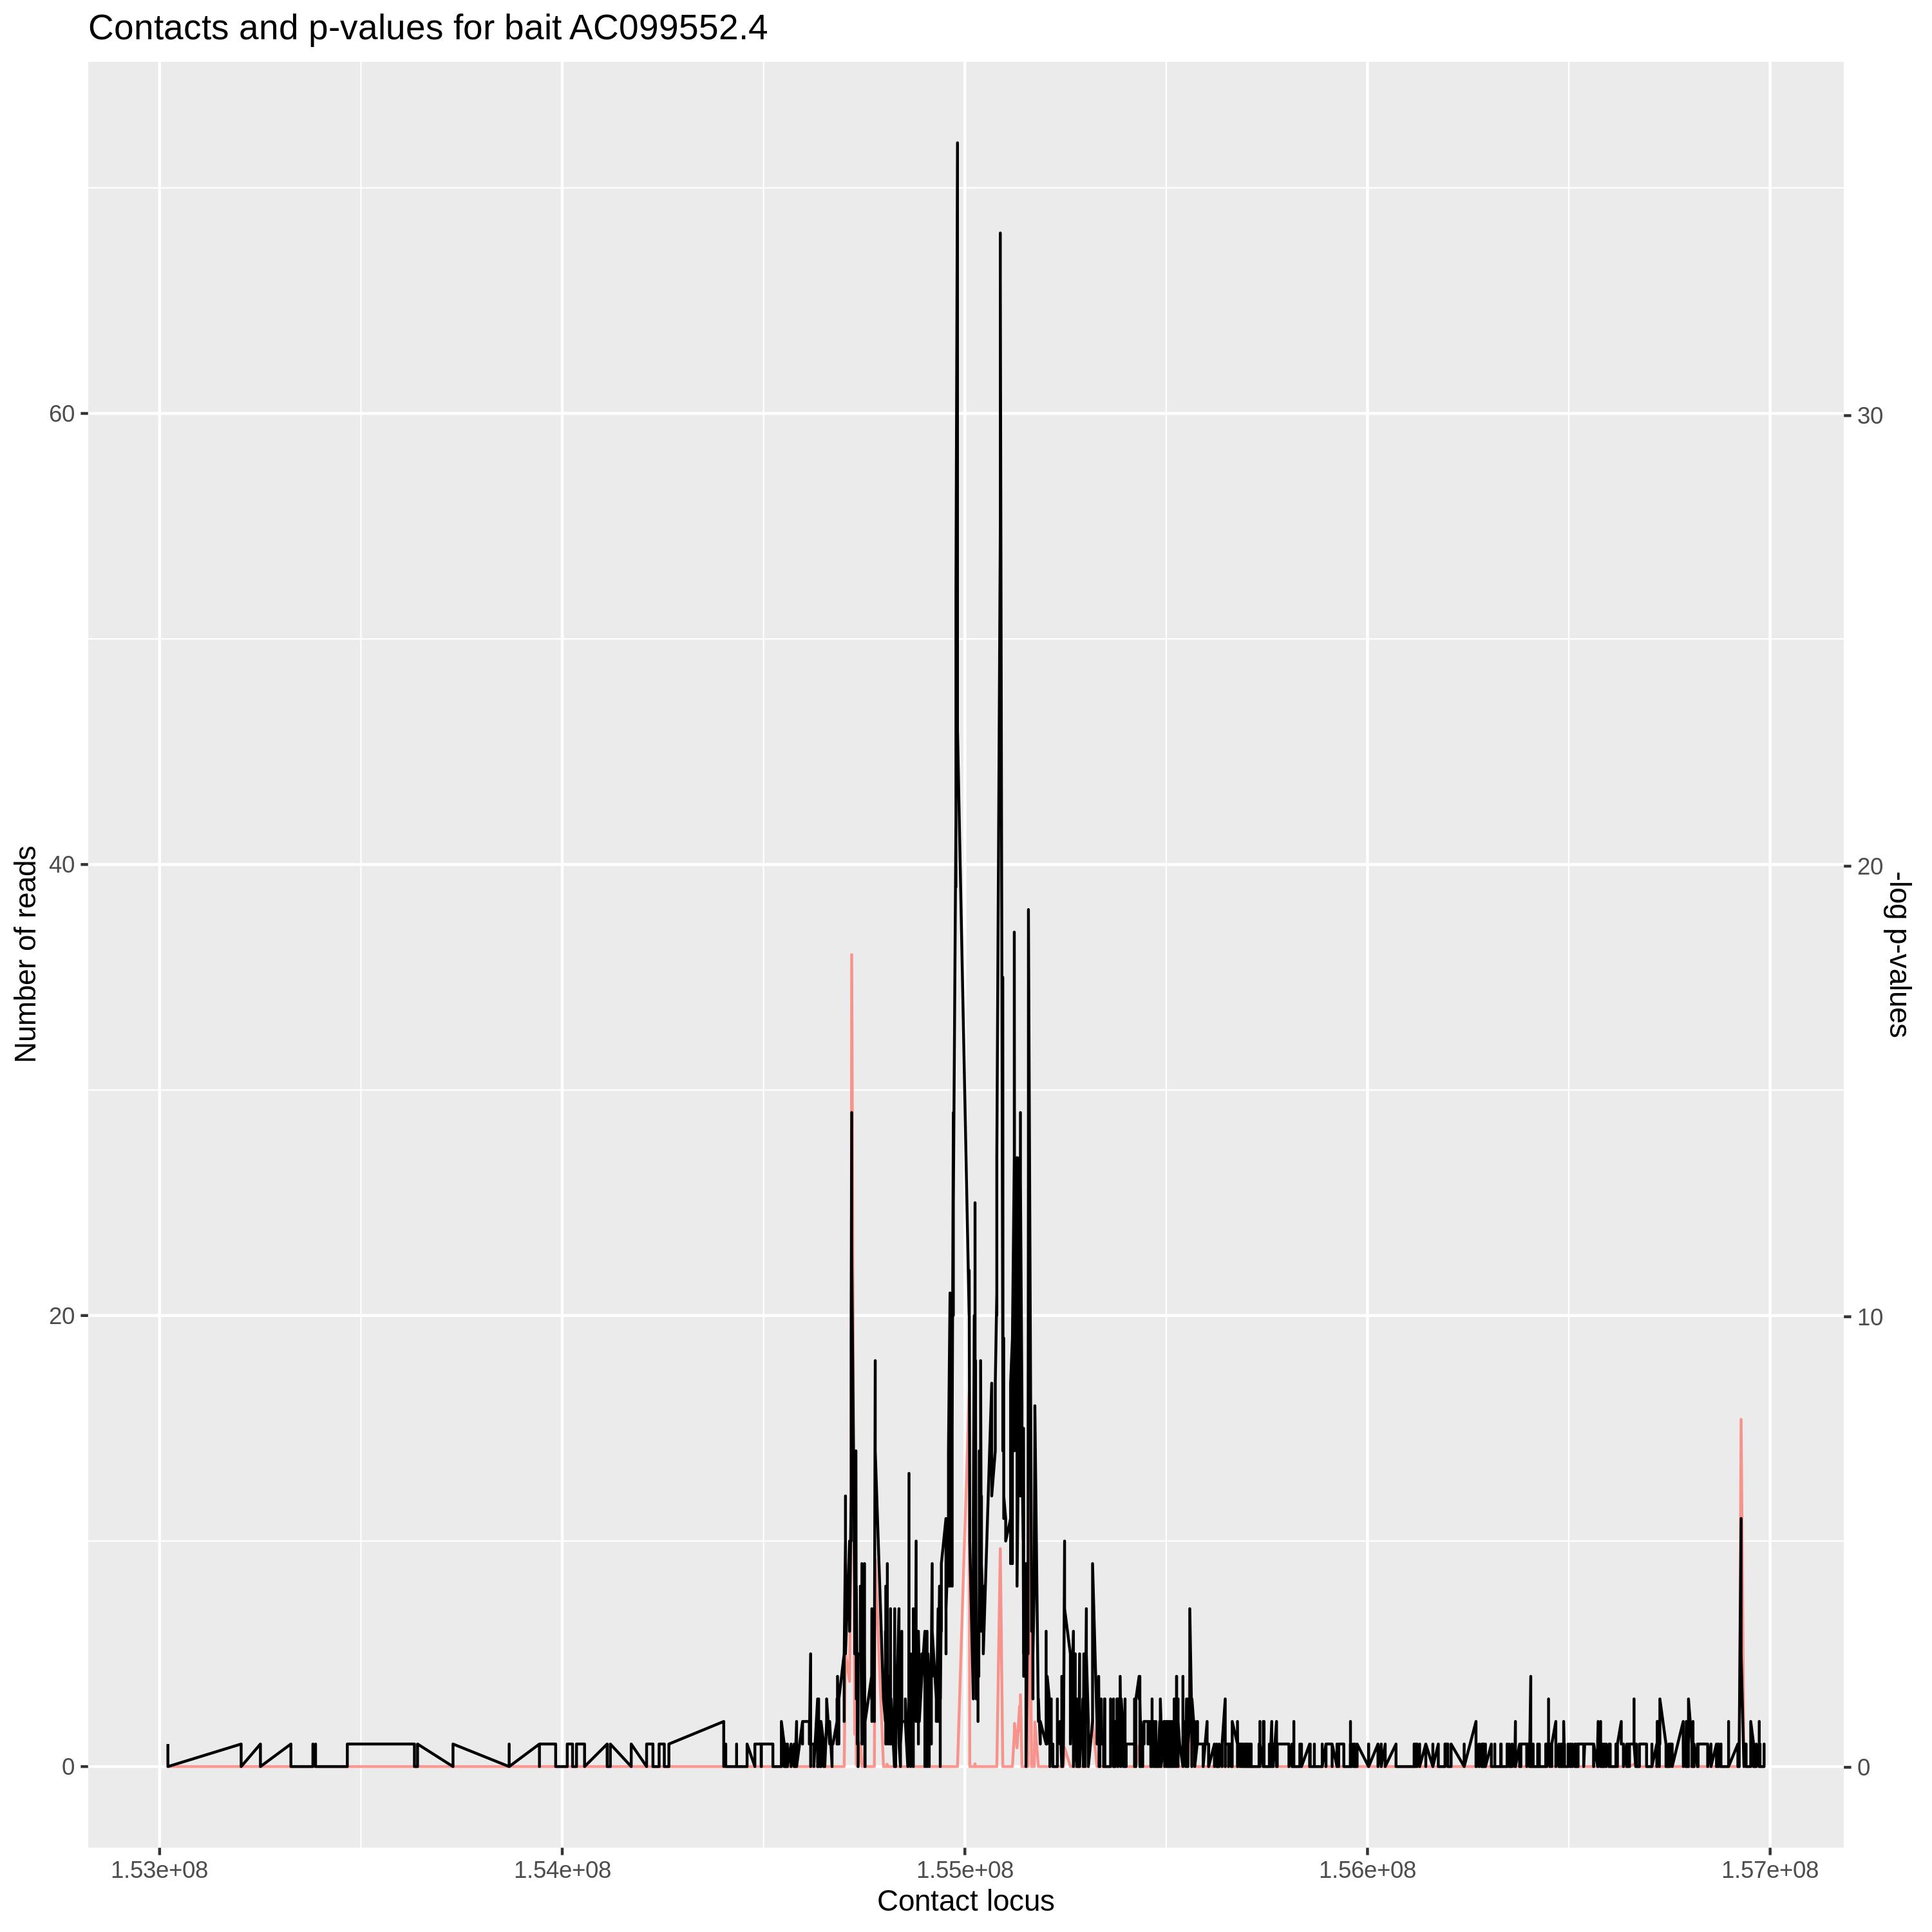 Contacts and p-values for bait AC099552.4
60
40
20
0
Number of reads
30
20
10
0
-log p-values
1.53e+08
1.54e+08
1.55e+08
1.56e+08
1.57e+08
Contact locus